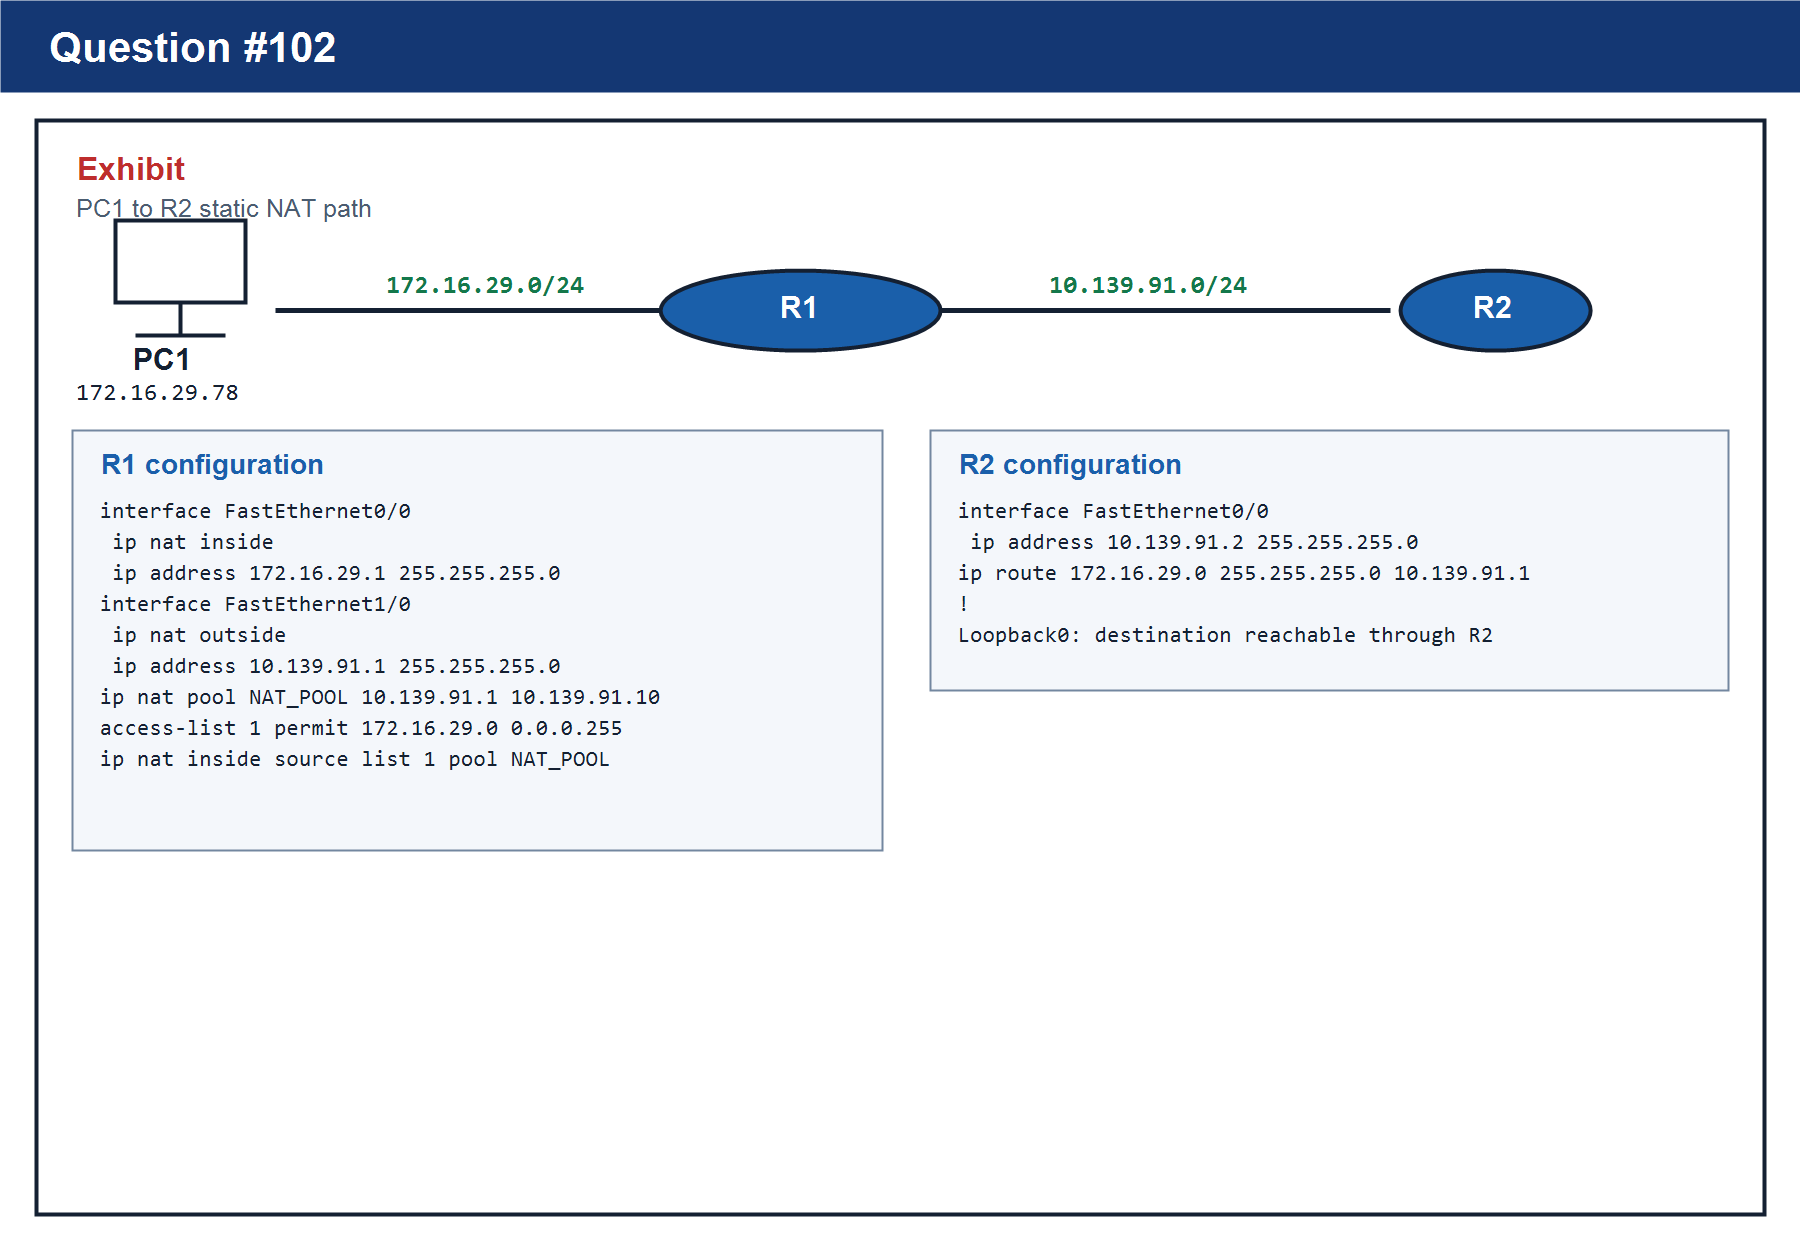 Question #102
Exhibit
PC1 to R2 static NAT path
172.16.29.0/24
10.139.91.0/24
R1
R2
PC1
172.16.29.78
R1 configuration
interface FastEthernet0/0
 ip nat inside
 ip address 172.16.29.1 255.255.255.0
interface FastEthernet1/0
 ip nat outside
 ip address 10.139.91.1 255.255.255.0
ip nat pool NAT_POOL 10.139.91.1 10.139.91.10
access-list 1 permit 172.16.29.0 0.0.0.255
ip nat inside source list 1 pool NAT_POOL
R2 configuration
interface FastEthernet0/0
 ip address 10.139.91.2 255.255.255.0
ip route 172.16.29.0 255.255.255.0 10.139.91.1
!
Loopback0: destination reachable through R2